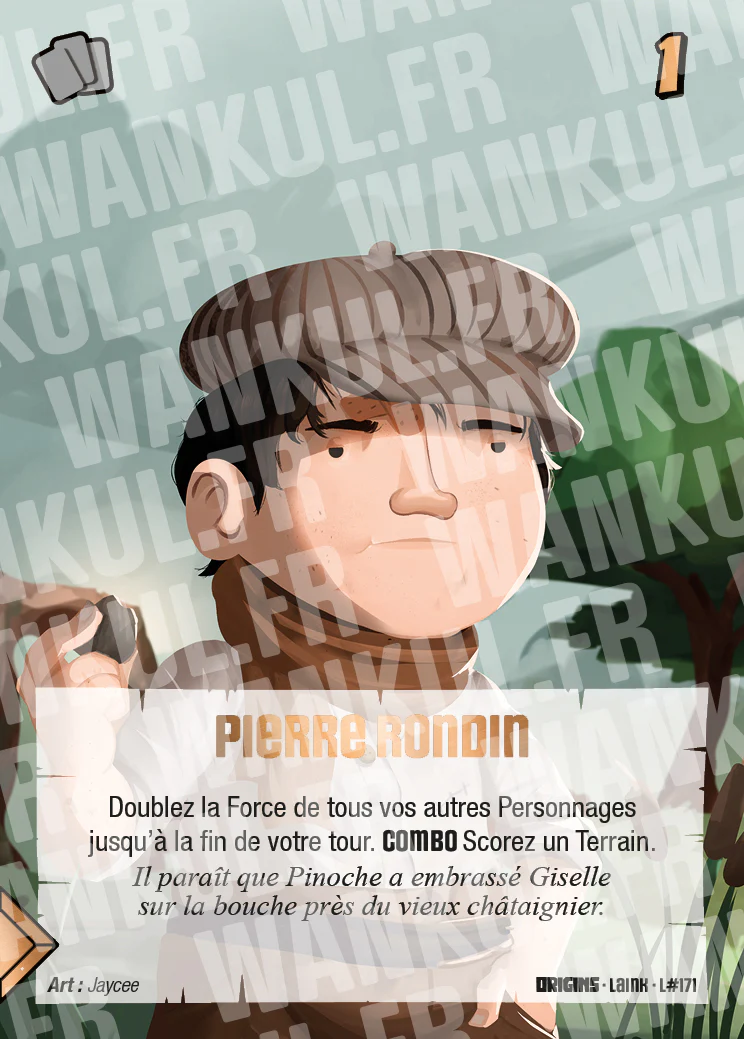 1
WANKUL.FR
PIERRE RONDIN
Doublez la Force de tous vos autres Personnages
jusqu'à la fin de votre tour. COMBO Scorez un Terrain.
Il paraît que Pinoche a embrassé Giselle
sur la bouche près du vieux châtaignier.
Art : Jaycee
ORIGINS · LAINK · L#171